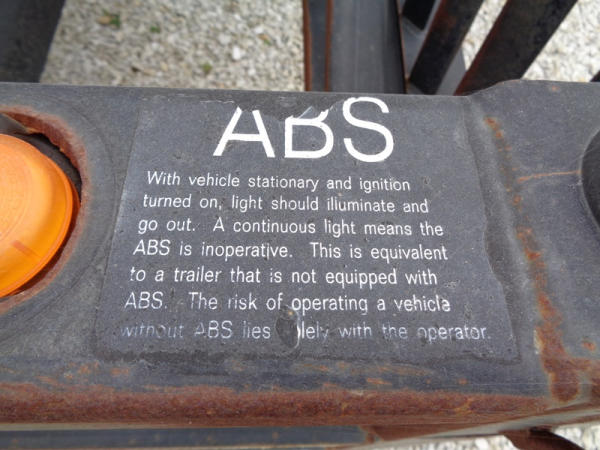 ABS
With vehicle stationary and ignition
turned on, light should illuminate and
go out. A continuous light means the
ABS is inoperative. This is equivalent
to a trailer that is not equipped with
ABS. The risk of operating a vehicle
without ABS lies with the operator.